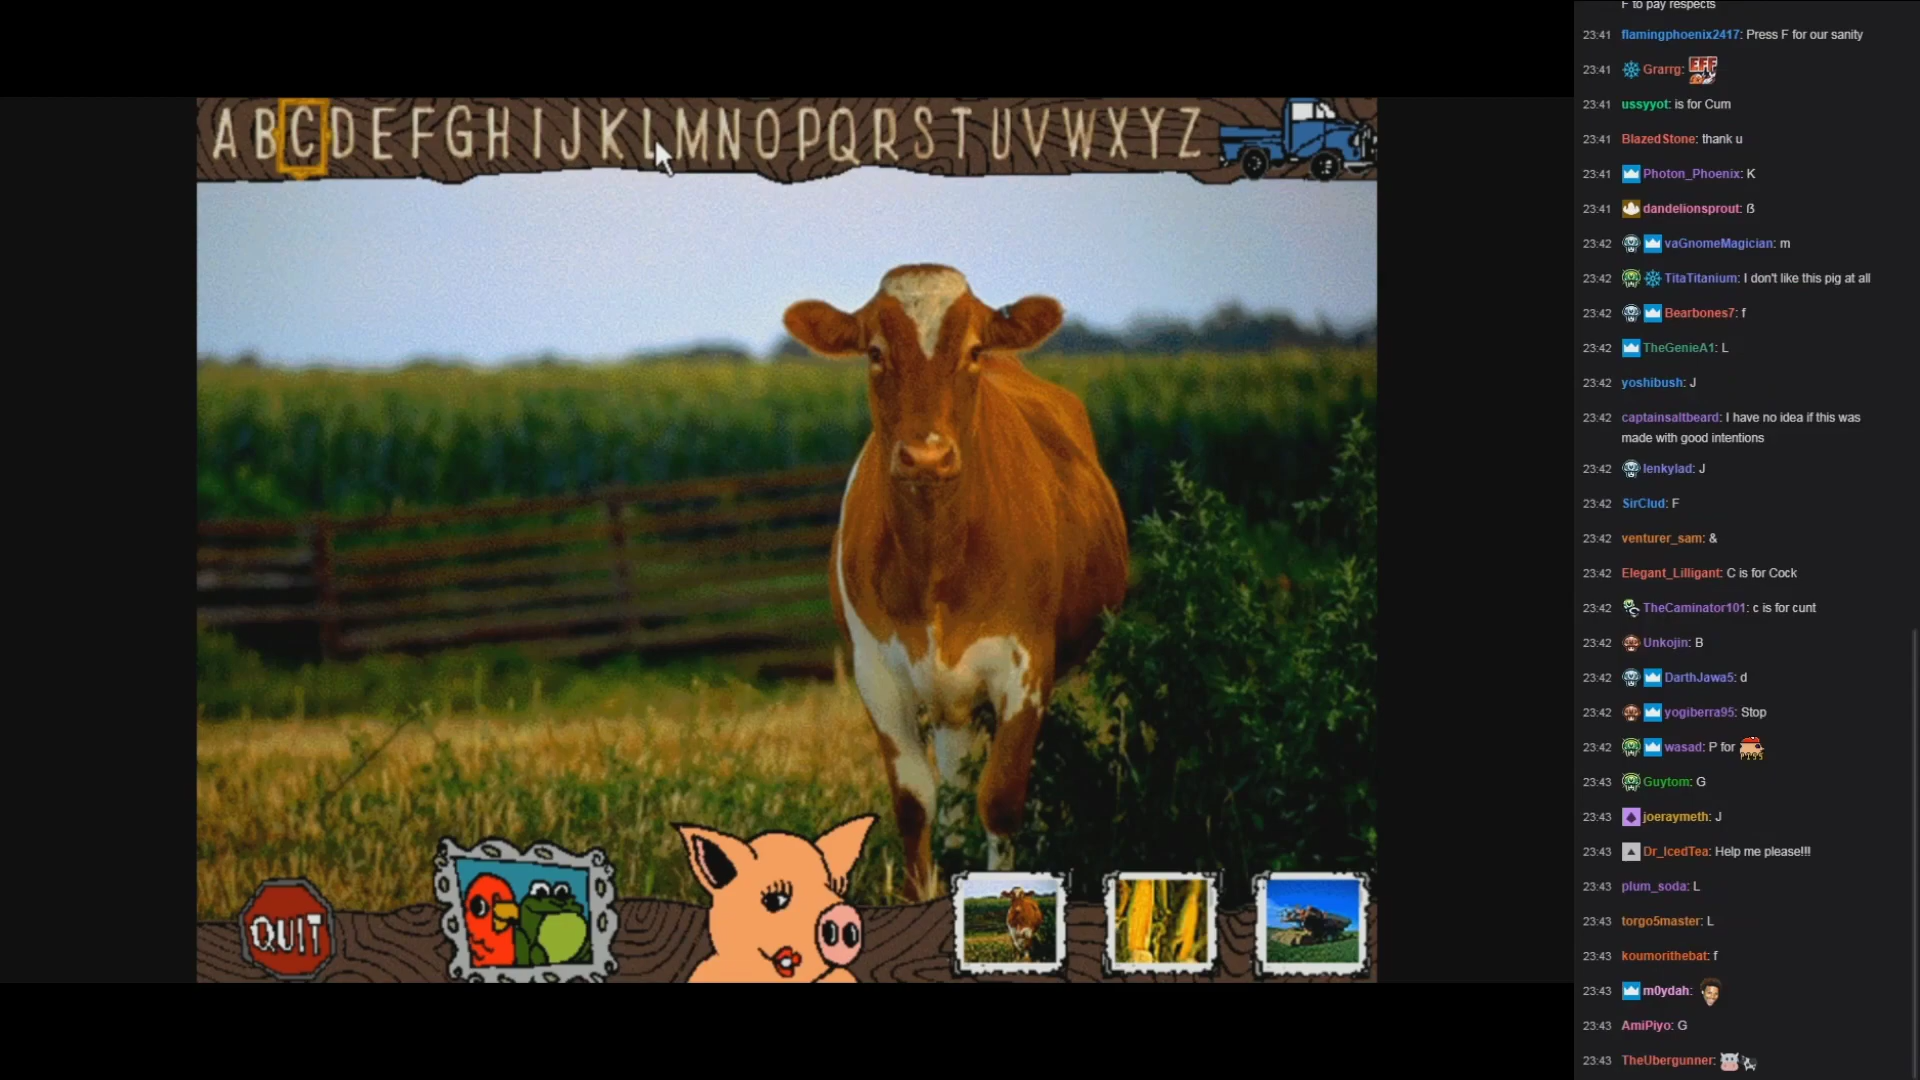 A B C D E F G H I J K L M N O P Q R S T U V W X Y Z
QUIT
F to pay respects
23:41 flamingphoenix2417: Press F for our sanity
23:41 Grarrg: EFF
23:41 ussyyot: is for Cum
23:41 BlazedStone: thank u
23:41 Photon_Phoenix: K
23:41 dandelionsprout: ß
23:42 vaGnomeMagician: m
23:42 TitaTitanium: I don't like this pig at all
23:42 Bearbones7: f
23:42 TheGenieA1: L
23:42 yoshibush: J
23:42 captainsaltbeard: I have no idea if this was
made with good intentions
23:42 lenkylad: J
23:42 SirClud: F
23:42 venturer_sam: &
23:42 Elegant_Lilligant: C is for Cock
23:42 TheCaminator101: c is for cunt
23:42 Unkojin: B
23:42 DarthJawa5: d
23:42 yogiberra95: Stop
23:42 wasad: P for
23:43 Guytom: G
23:43 joeraymeth: J
23:43 Dr_IcedTea: Help me please!!!
23:43 plum_soda: L
23:43 torgo5master: L
23:43 koumorithebat: f
23:43 m0ydah:
23:43 AmiPiyo: G
23:43 TheUbergunner: